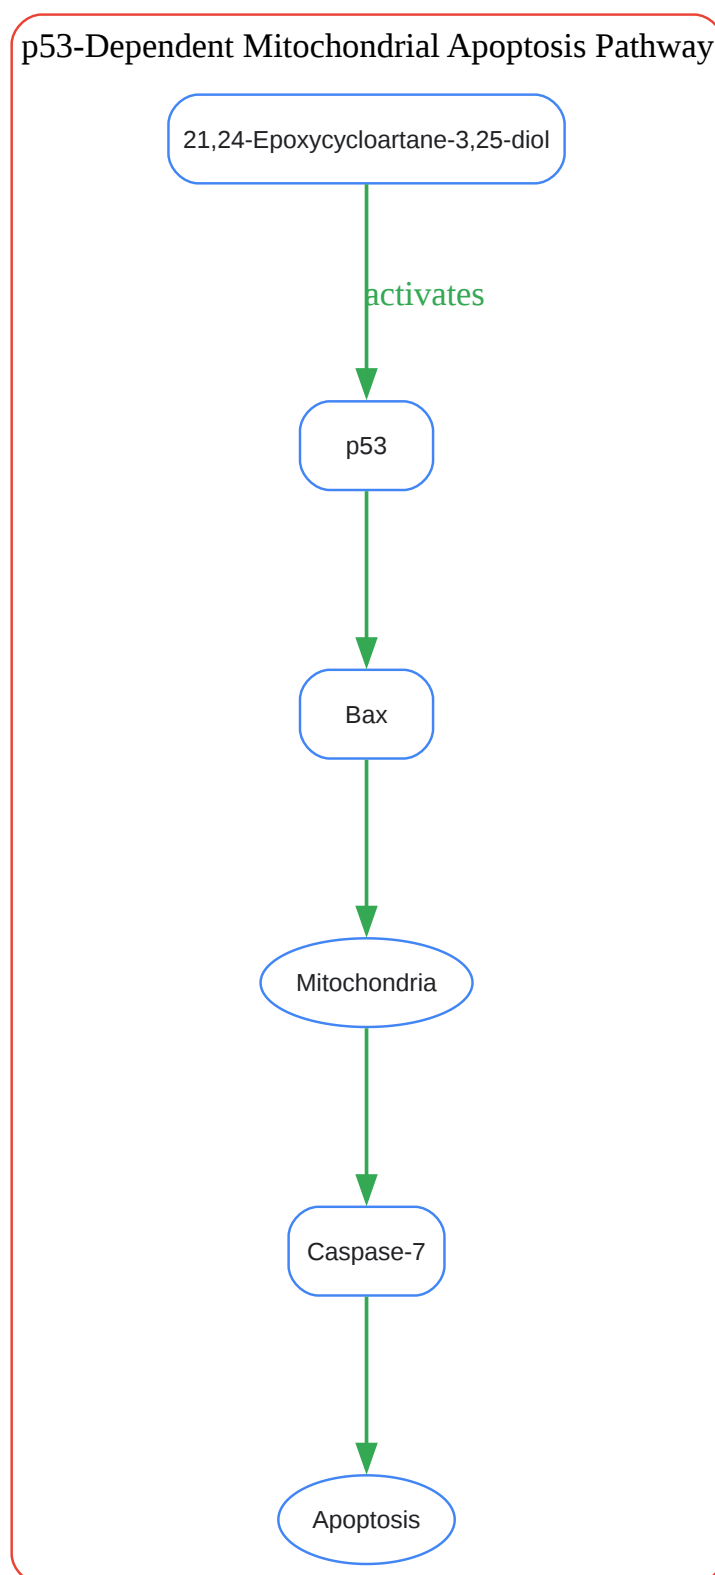 p53-Dependent Mitochondrial Apoptosis Pathway
21,24-Epoxycycloartane-3,25-diol
activates
p53
Bax
Mitochondria
Caspase-7
Apoptosis